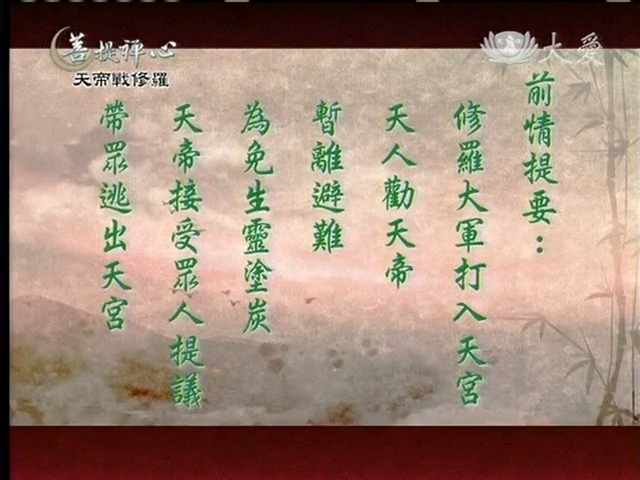 菩提禪心
天帝戰修羅
大愛
前情提要：
修羅大軍打入天宮
天人勸天帝
暫離避難
為免生靈塗炭
天帝接受眾人提議
帶眾逃出天宮